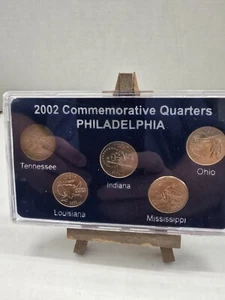 2002 Commemorative Quarters
PHILADELPHIA
Tennessee
Ohio
Indiana
Louisiana
Mississippi